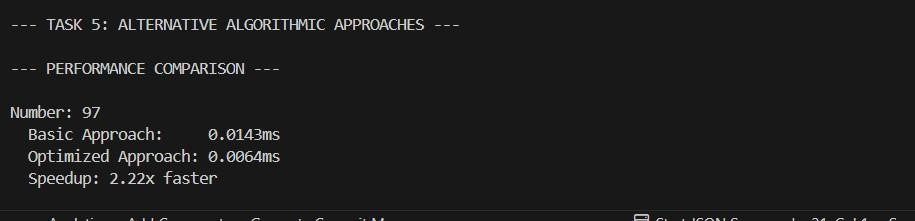 --- TASK 5: ALTERNATIVE ALGORITHMIC APPROACHES ---
--- PERFORMANCE COMPARISON ---
Number: 97
Basic Approach: 0.0143ms
Optimized Approach: 0.0064ms
Speedup: 2.22x faster